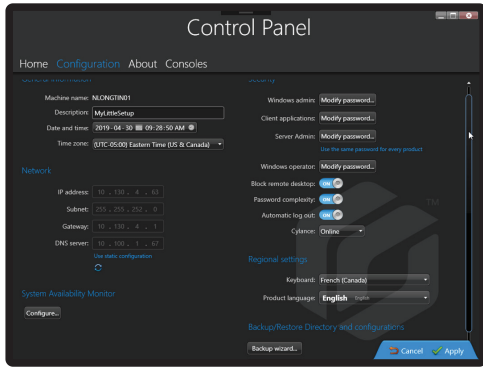 Control Panel
Home Configuration About Consoles
General information
Machine name: NLONGTIN01
Description: MyLittleSetup
Date and time: 2019-04-30 09:28:50 AM
Time zone: (UTC-05:00) Eastern Time (US & Canada)
Network
IP address: 10 . 130 . 4 . 63
Subnet: 255 . 255 . 252 . 0
Gateway: 10 . 130 . 4 . 1
DNS server: 10 . 100 . 1 . 67
Use static configuration
System Availability Monitor
Configure...
Security
Windows admin: Modify password...
Client applications: Modify password...
Server Admin: Modify password...
Use the same password for every product
Windows operator: Modify password...
Block remote desktop: ON
Password complexity: ON
Automatic log out: ON
Cylance: Online
Regional settings
Keyboard: French (Canada)
Product language: English English
Backup/Restore Directory and configurations
Backup wizard...
TM
Cancel Apply